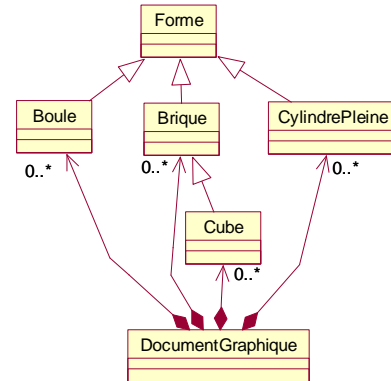 Forme
Boule
Brique
CylindrePleine
0..*
0..*
0..*
Cube
0..*
DocumentGraphique